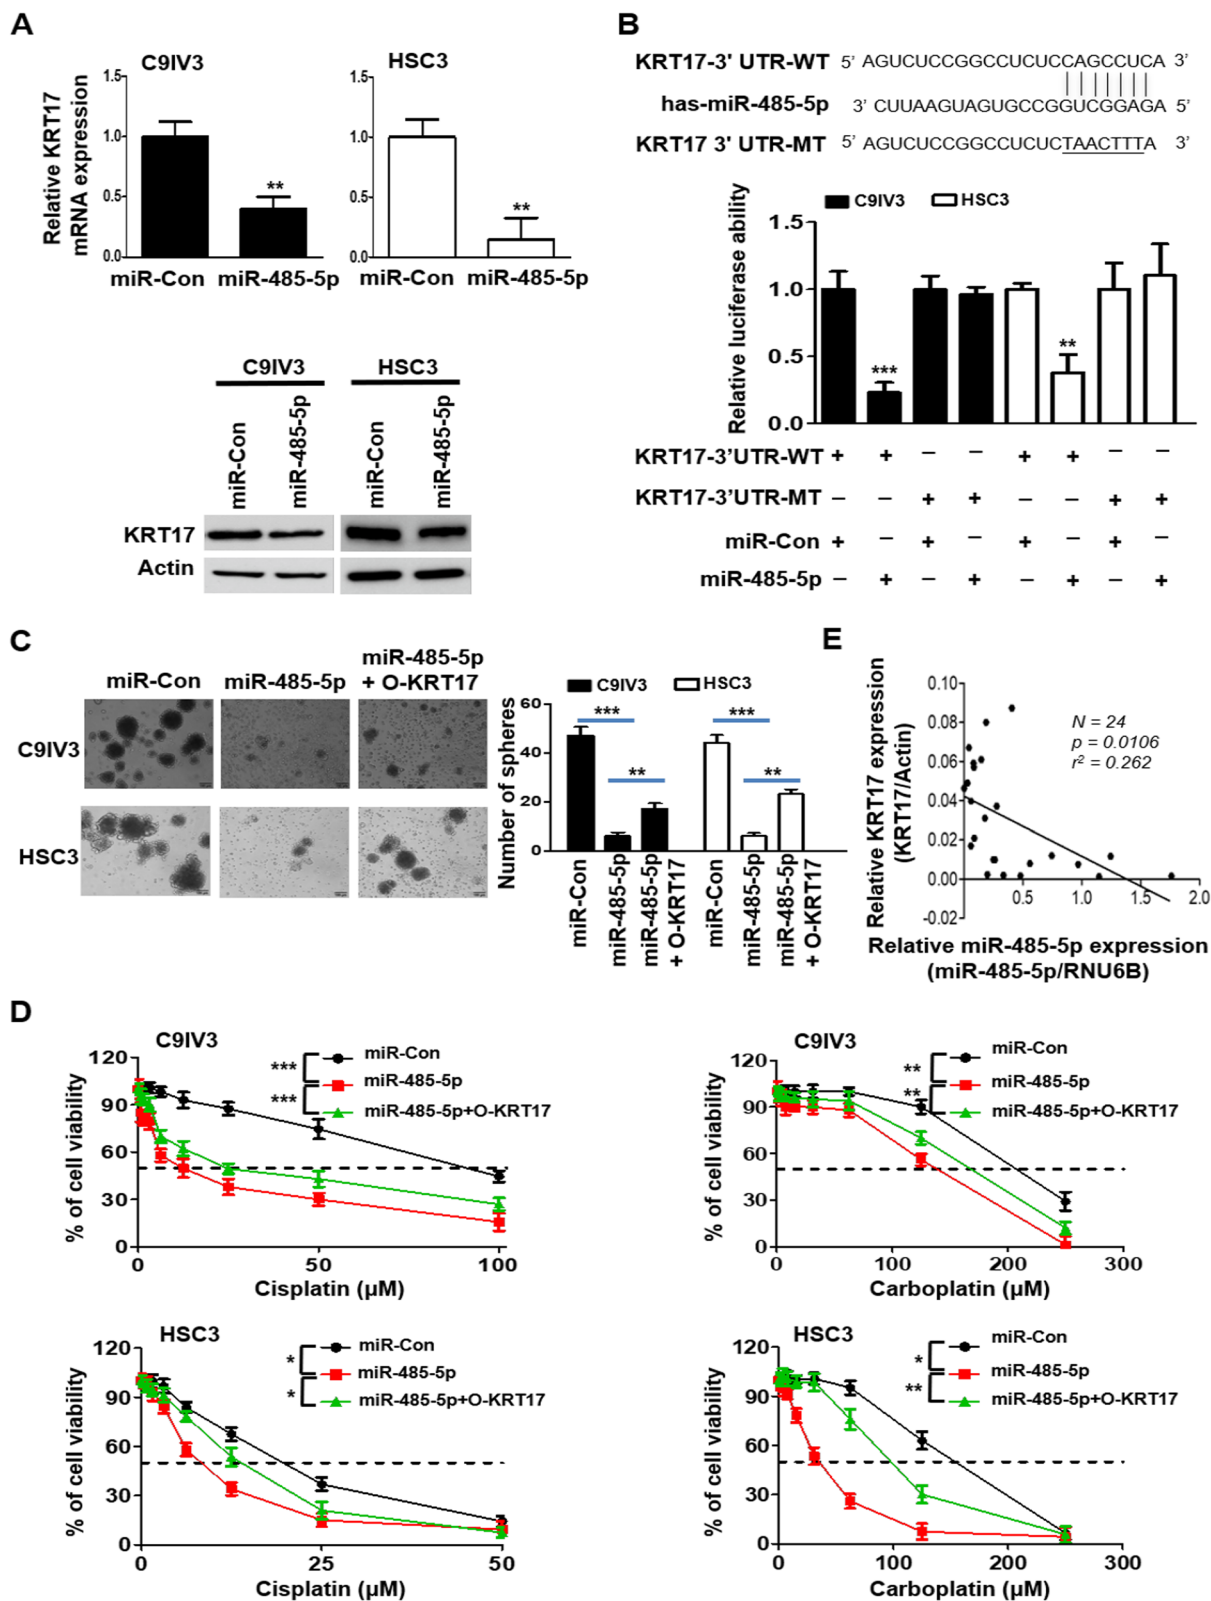 A
C9IV3
HSC3
Relative KRT17
mRNA expression
1.5
1.0
0.5
0.0
**
miR-Con
miR-485-5p
1.5
1.0
0.5
0.0
**
miR-Con
miR-485-5p
C9IV3
HSC3
miR-Con
miR-485-5p
miR-Con
miR-485-5p
KRT17
Actin
B
KRT17-3' UTR-WT 5' AGUCUCCGGCCUCUCCAGCCUCA 3'
has-miR-485-5p 3' CUUAAGUAGUGCCGGUCGGAGA 5'
KRT17 3' UTR-MT 5' AGUCUCCGGCCUCUCTAACTTTA 3'
C9IV3 HSC3
Relative luciferase ability
1.5
1.0
0.5
0.0
***
**
KRT17-3'UTR-WT + + – – + + – –
KRT17-3'UTR-MT – – + + – – + +
miR-Con + – + – + – + –
miR-485-5p – + – + – + – +
C
miR-Con
miR-485-5p
miR-485-5p
+ O-KRT17
C9IV3
HSC3
C9IV3 HSC3
Number of spheres
60
40
20
0
***
**
***
**
miR-Con
miR-485-5p
miR-485-5p
+ O-KRT17
miR-Con
miR-485-5p
miR-485-5p
+ O-KRT17
E
Relative KRT17 expression
(KRT17/Actin)
0.10
0.08
0.06
0.04
0.02
0.00
-0.02
N = 24
p = 0.0106
r² = 0.262
0.5 1.0 1.5 2.0
Relative miR-485-5p expression
(miR-485-5p/RNU6B)
D
C9IV3
% of cell viability
120
90
60
30
0
***
***
miR-Con
miR-485-5p
miR-485-5p+O-KRT17
0 50 100
Cisplatin (µM)
C9IV3
% of cell viability
120
90
60
30
0
**
**
miR-Con
miR-485-5p
miR-485-5p+O-KRT17
0 100 200 300
Carboplatin (µM)
HSC3
% of cell viability
120
90
60
30
0
*
*
miR-Con
miR-485-5p
miR-485-5p+O-KRT17
0 25 50
Cisplatin (µM)
HSC3
% of cell viability
120
90
60
30
0
*
**
miR-Con
miR-485-5p
miR-485-5p+O-KRT17
0 100 200 300
Carboplatin (µM)